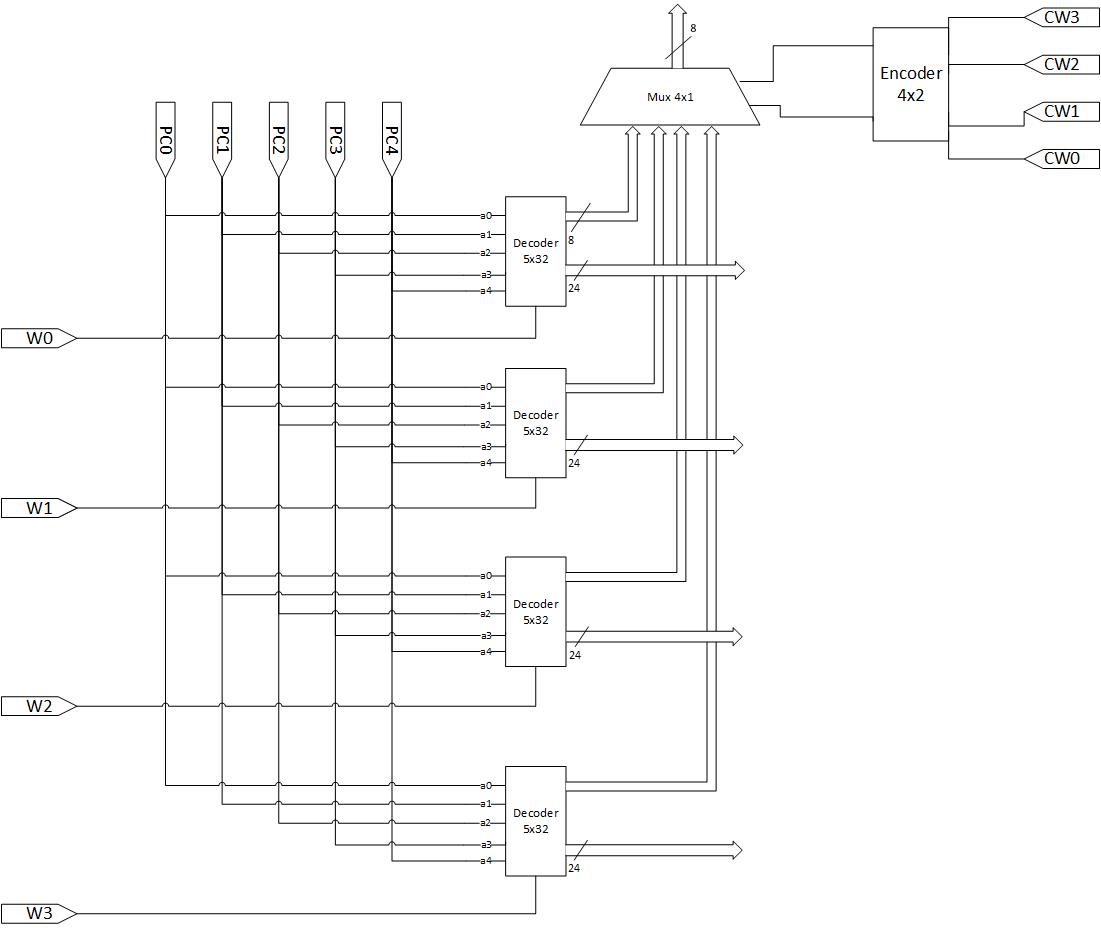 CW3
8
CW2
Encoder
4x2
Mux 4x1
CW1
PC0
PC1
PC2
PC3
PC4
CW0
a0
a1
Decoder
5x32
a2
a3
a4
8
24
W0
a0
a1
Decoder
5x32
a2
a3
a4
24
W1
a0
a1
Decoder
5x32
a2
a3
a4
24
W2
a0
a1
Decoder
5x32
a2
a3
a4
24
W3